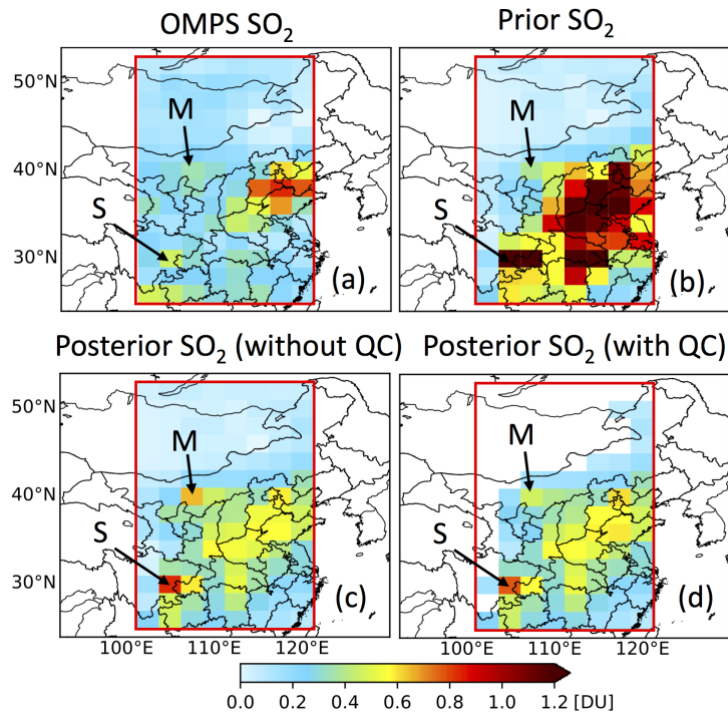 OMPS SO₂ Prior SO₂
50°N
40°N
30°N
M
S
(a)
M
S
(b)
Posterior SO₂ (without QC) Posterior SO₂ (with QC)
50°N
40°N
30°N
M
S
(c)
M
S
(d)
100°E 110°E 120°E 100°E 110°E 120°E
0.0 0.2 0.4 0.6 0.8 1.0 1.2 [DU]